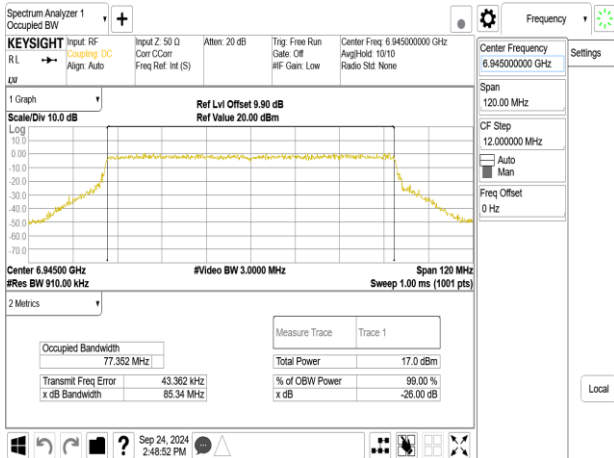 Spectrum Analyzer 1
Occupied BW
+
Frequency
KEYSIGHT
RL
Input: RF
Coupling: DC
Align: Auto
Input Z: 50 Ω
Corr CCorr
Freq Ref: Int (S)
Atten: 20 dB
Trig: Free Run
Gate: Off
#IF Gain: Low
Center Freq: 6.945000000 GHz
Avg|Hold: 10/10
Radio Std: None
Center Frequency
6.945000000 GHz
Settings
Span
120.00 MHz
CF Step
12.000000 MHz
Auto
Man
Freq Offset
0 Hz
Local
1 Graph
Scale/Div 10.0 dB
Ref Lvl Offset 9.90 dB
Ref Value 20.00 dBm
Log
10.0
0.00
-10.0
-20.0
-30.0
-40.0
-50.0
-60.0
-70.0
Center 6.94500 GHz
#Video BW 3.0000 MHz
Span 120 MHz
#Res BW 910.00 kHz
Sweep 1.00 ms (1001 pts)
2 Metrics
Measure Trace
Trace 1
Occupied Bandwidth
77.352 MHz
Total Power
17.0 dBm
Transmit Freq Error
43.362 kHz
% of OBW Power
99.00 %
x dB Bandwidth
85.34 MHz
x dB
-26.00 dB
?
Sep 24, 2024
2:48:52 PM